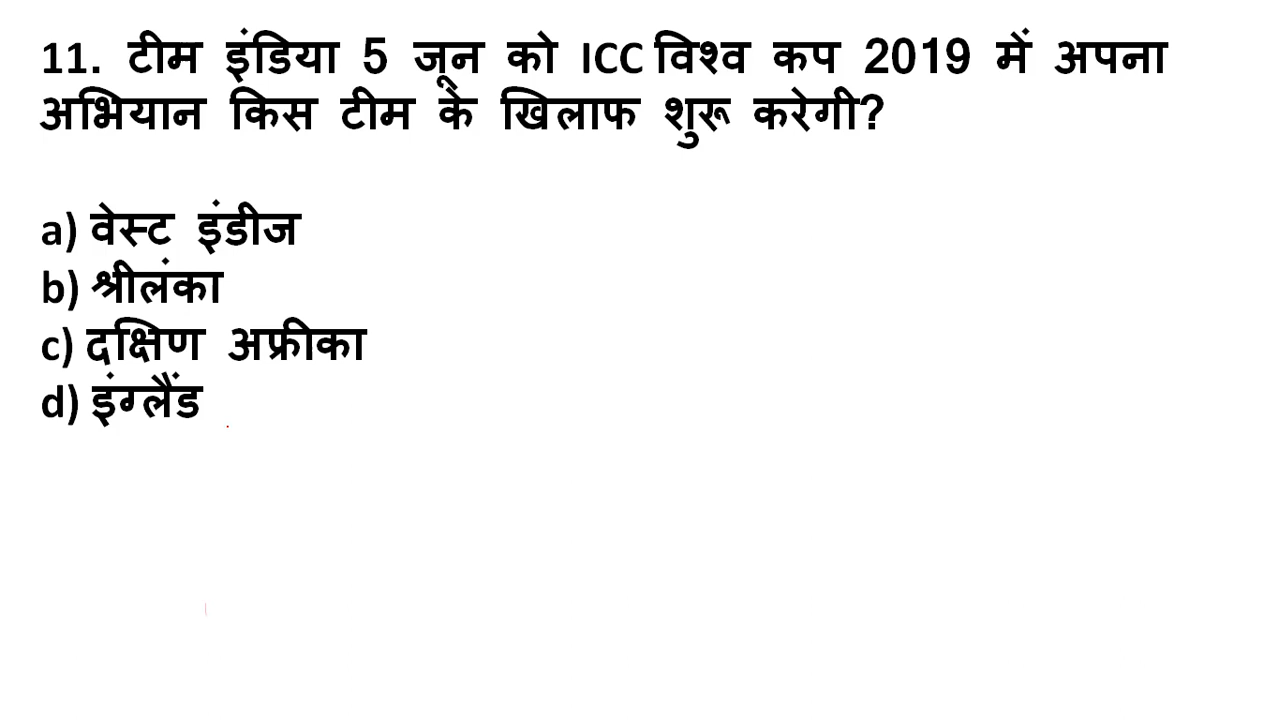 11. टीम इंडिया 5 जून को ICC विश्व कप 2019 में अपना
अभियान किस टीम के खिलाफ शुरू करेगी?
a) वेस्ट इंडीज
b) श्रीलंका
c) दक्षिण अफ्रीका
d) इंग्लैंड